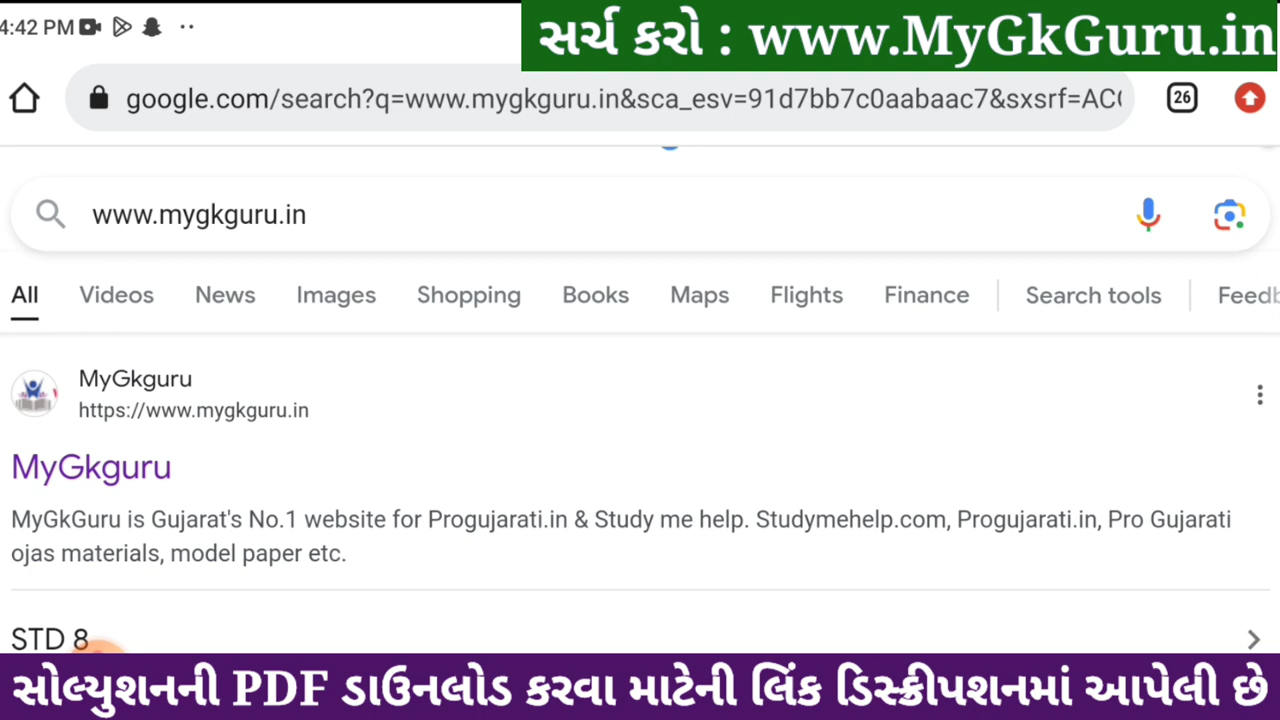 4:42 PM
સર્ચ કરો : www.MyGkGuru.in
google.com/search?q=www.mygkguru.in&sca_esv=91d7bb7c0aabaac7&sxsrf=AC
26
www.mygkguru.in
All Videos News Images Shopping Books Maps Flights Finance Search tools Feedb
MyGkguru
https://www.mygkguru.in
MyGkguru
MyGkGuru is Gujarat's No.1 website for Progujarati.in & Study me help. Studymehelp.com, Progujarati.in, Pro Gujarati
ojas materials, model paper etc.
STD 8
સોલ્યુશનની PDF ડાઉનલોડ કરવા માટેની લિંક ડિસ્ક્રીપશનમાં આપેલી છે